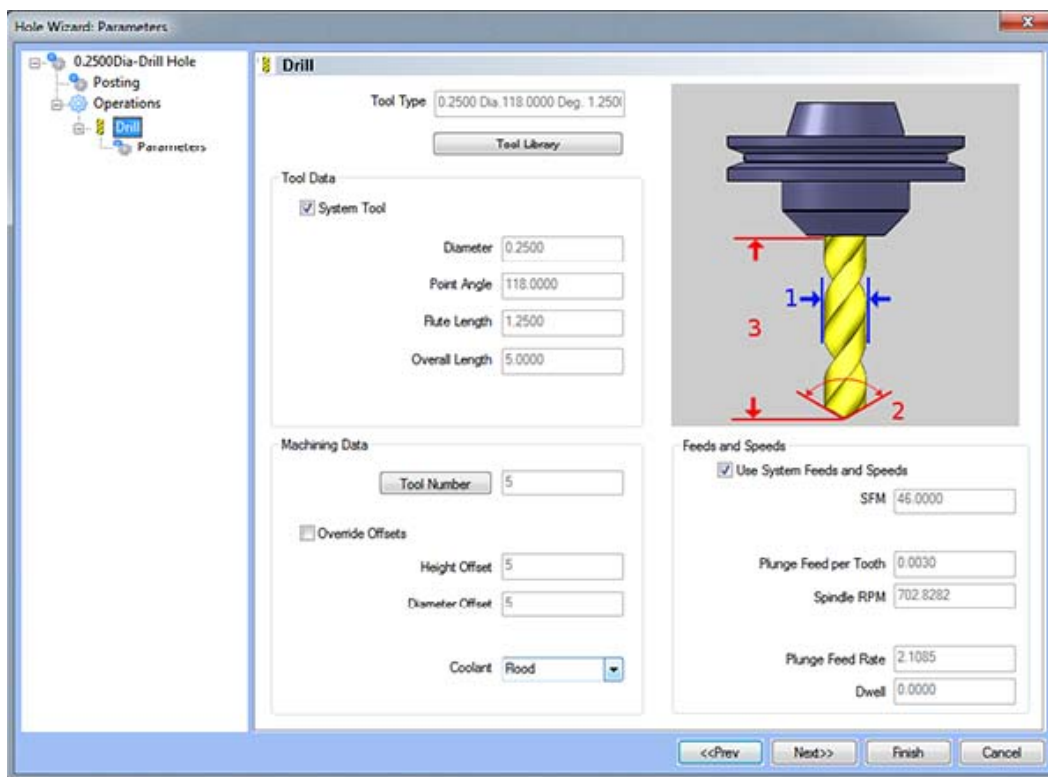 Hole Wizard: Parameters
0.2500Dia-Drill Hole
Posting
Operations
Drill
Parameters
Drill
Tool Type 0.2500 Dia.118.0000 Deg. 1.250(
Tool Library
Tool Data
System Tool
Diameter 0.2500
Point Angle 118.0000
Flute Length 1.2500
Overall Length 5.0000
1
3
2
Machining Data
Tool Number 5
Override Offsets
Height Offset 5
Diameter Offset 5
Coolant Flood
Feeds and Speeds
Use System Feeds and Speeds
SFM 46.0000
Plunge Feed per Tooth 0.0030
Spindle RPM 702.8282
Plunge Feed Rate 2.1085
Dwell 0.0000
<<Prev Next>> Finish Cancel